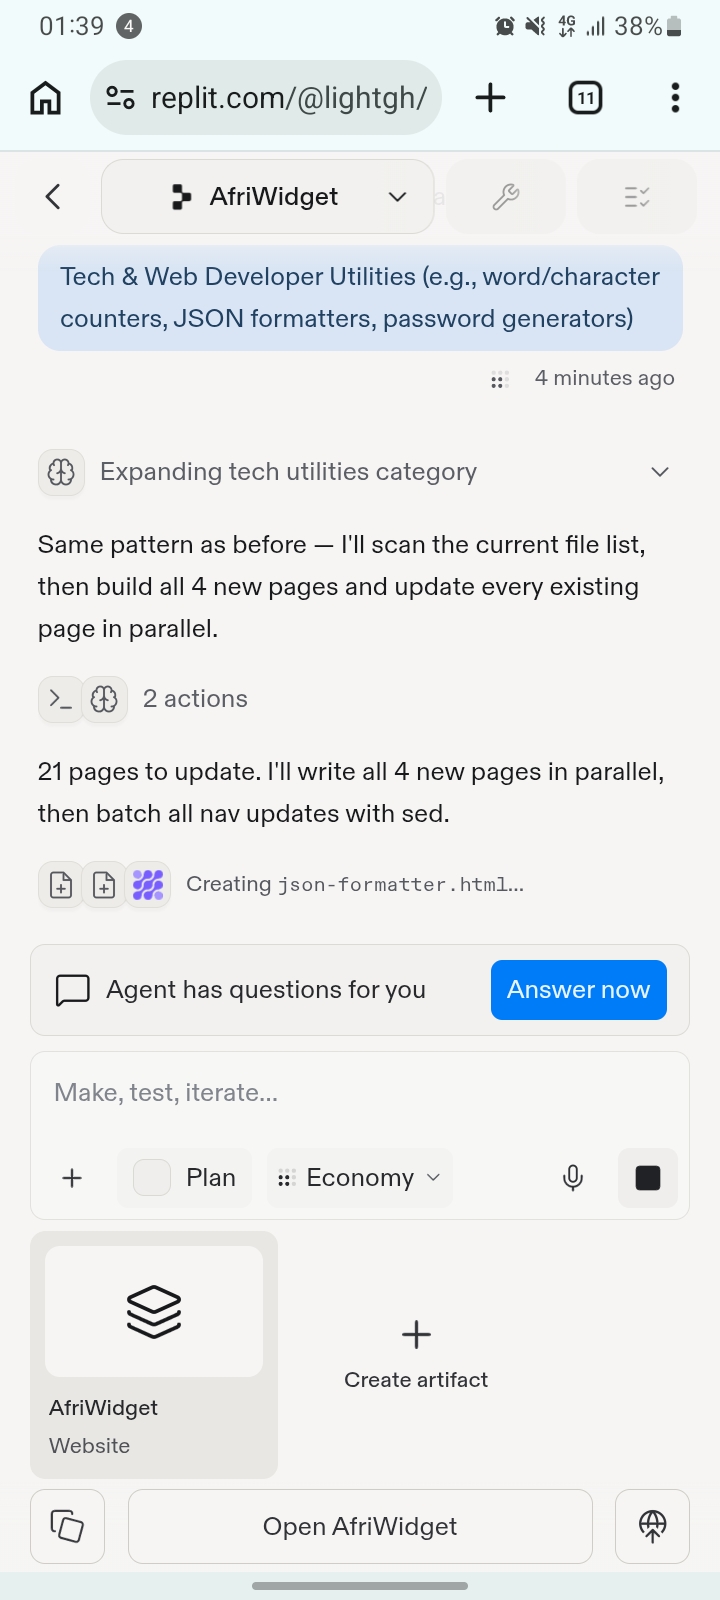 01:39 4 4G 38%
replit.com/@lightgh/ 11
AfriWidget
Tech & Web Developer Utilities (e.g., word/character
counters, JSON formatters, password generators)
4 minutes ago
Expanding tech utilities category
Same pattern as before — I'll scan the current file list,
then build all 4 new pages and update every existing
page in parallel.
2 actions
21 pages to update. I'll write all 4 new pages in parallel,
then batch all nav updates with sed.
Creating json-formatter.html...
Agent has questions for you Answer now
Make, test, iterate...
Plan Economy
Create artifact
AfriWidget
Website
Open AfriWidget